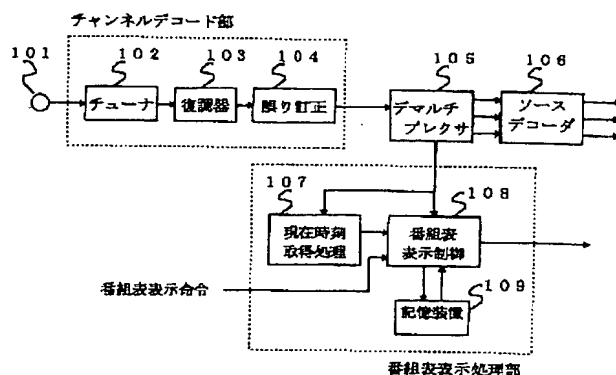 チャンネルデコード部
101
102
103
104
105
106
チューナ
復調器
誤り訂正
デマルチ
プレクサ
ソース
デコーダ
107
108
現在時刻
取得処理
番組表
表示制御
番組表表示命令
109
記憶装置
番組表表示処理部